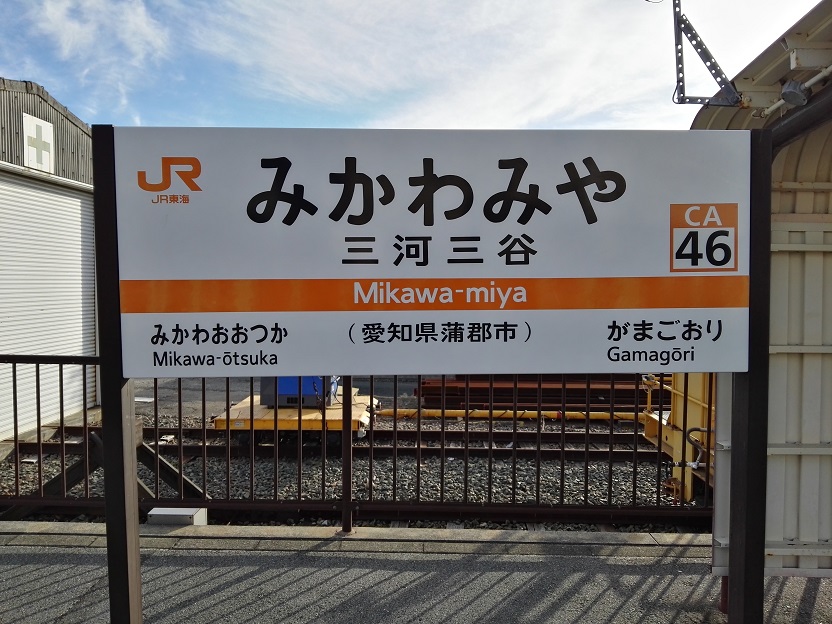 JR
JR東海
みかわみや
三河三谷
CA
46
Mikawa-miya
みかわおおつか
Mikawa-ōtsuka
(愛知県蒲郡市)
がまごおり
Gamagōri